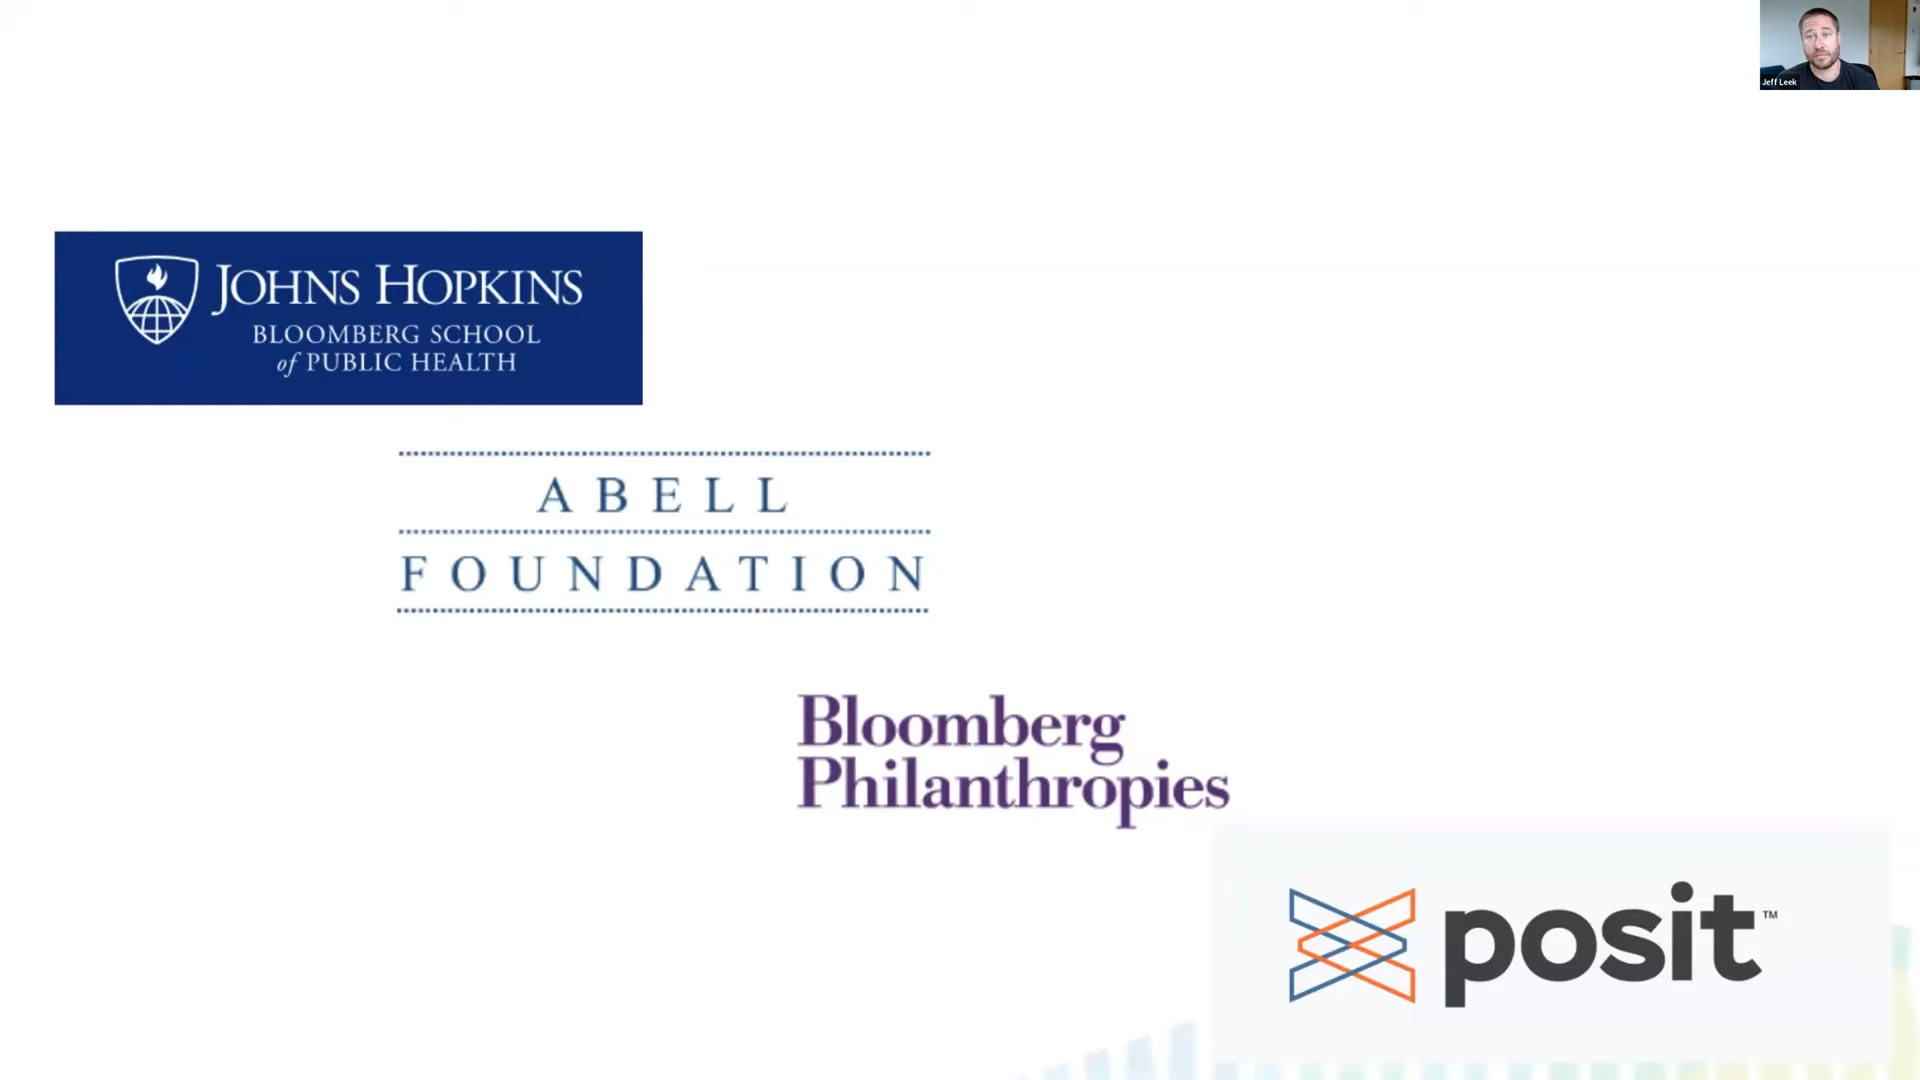 Jeff Leek
JOHNS HOPKINS
BLOOMBERG SCHOOL
of PUBLIC HEALTH
ABELL
FOUNDATION
Bloomberg
Philanthropies
posit™